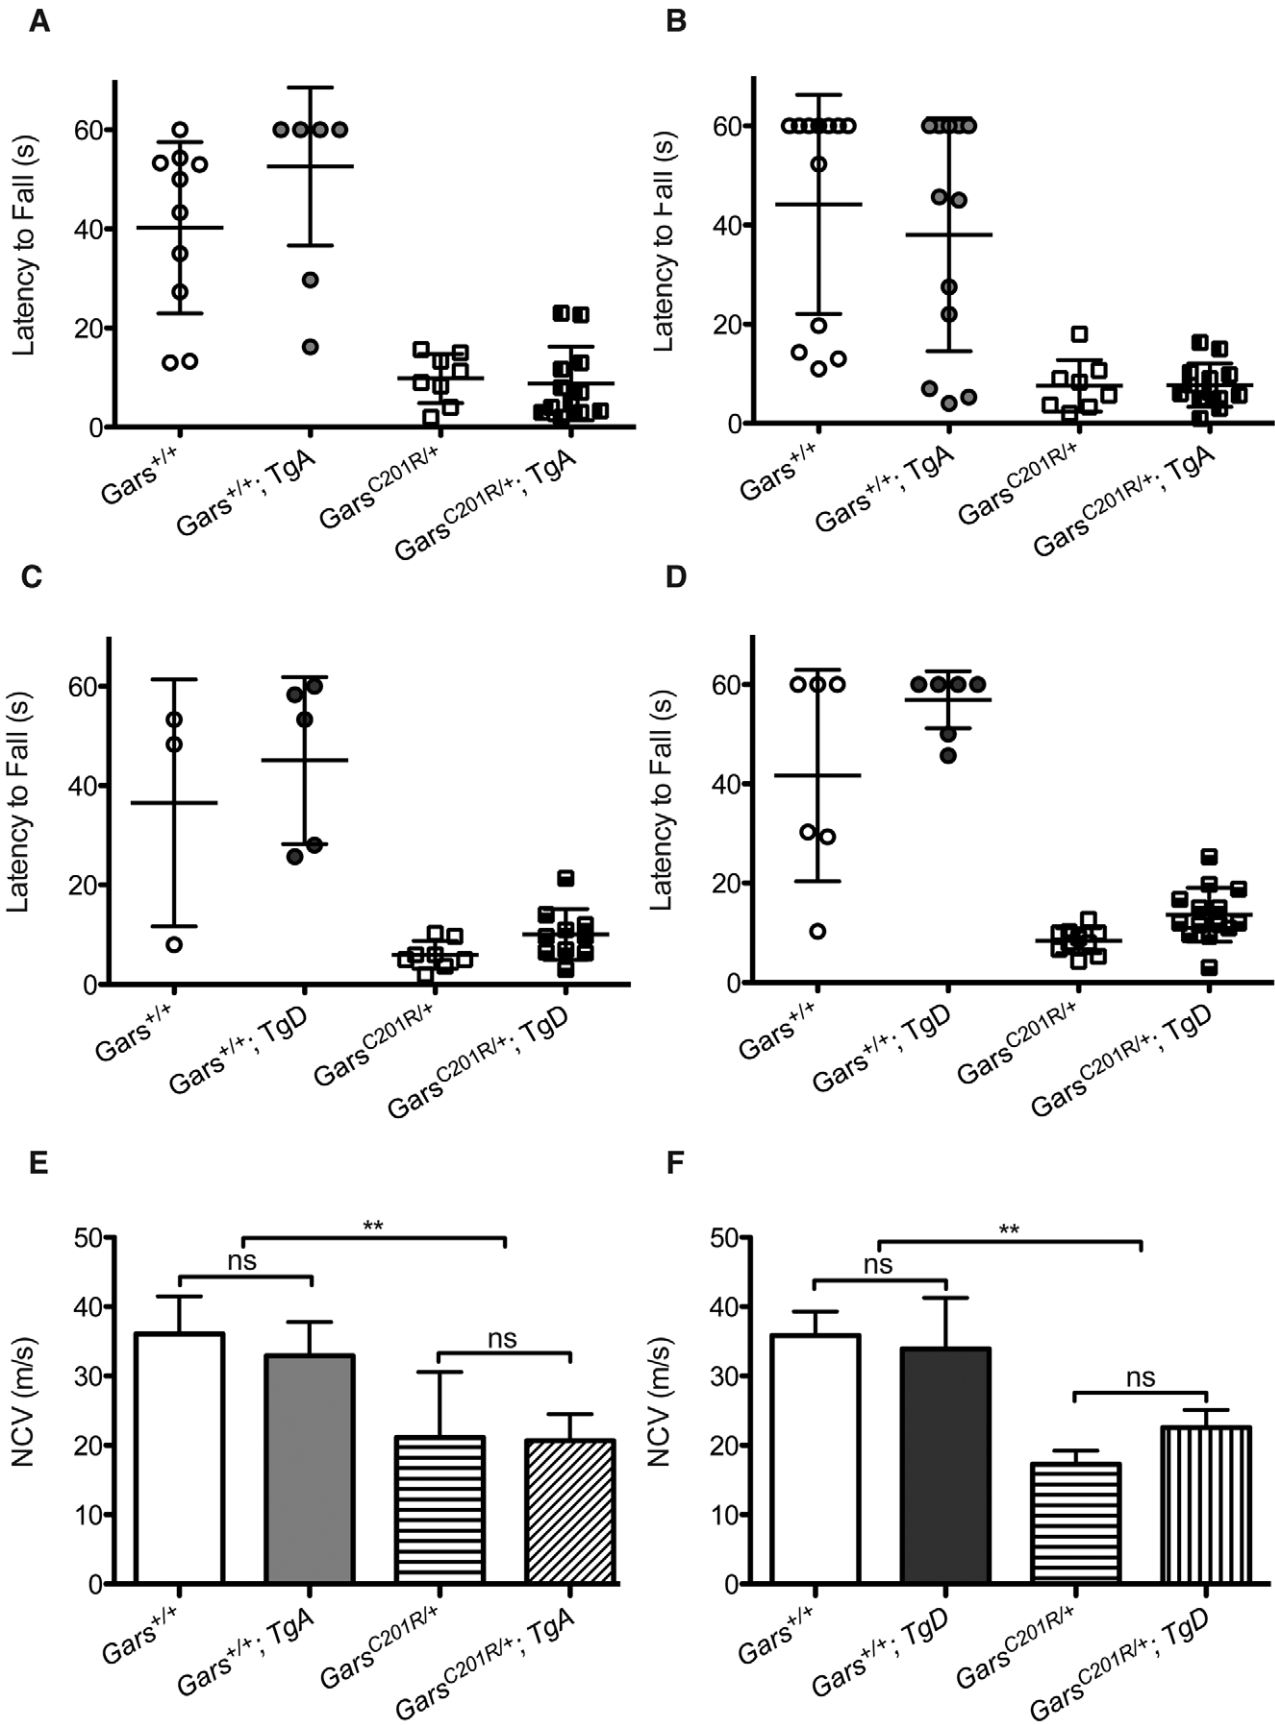 A
Latency to Fall (s)
60
40
20
0
Gars+/+
Gars+/+; TgA
GarsC201R/+
GarsC201R/+; TgA
B
Latency to Fall (s)
60
40
20
0
Gars+/+
Gars+/+; TgA
GarsC201R/+
GarsC201R/+; TgA
C
Latency to Fall (s)
60
40
20
0
Gars+/+
Gars+/+; TgD
GarsC201R/+
GarsC201R/+; TgD
D
Latency to Fall (s)
60
40
20
0
Gars+/+
Gars+/+; TgD
GarsC201R/+
GarsC201R/+; TgD
E
NCV (m/s)
50
40
30
20
10
0
**
ns
ns
Gars+/+
Gars+/+; TgA
GarsC201R/+
GarsC201R/+; TgA
F
NCV (m/s)
50
40
30
20
10
0
**
ns
ns
Gars+/+
Gars+/+; TgD
GarsC201R/+
GarsC201R/+; TgD